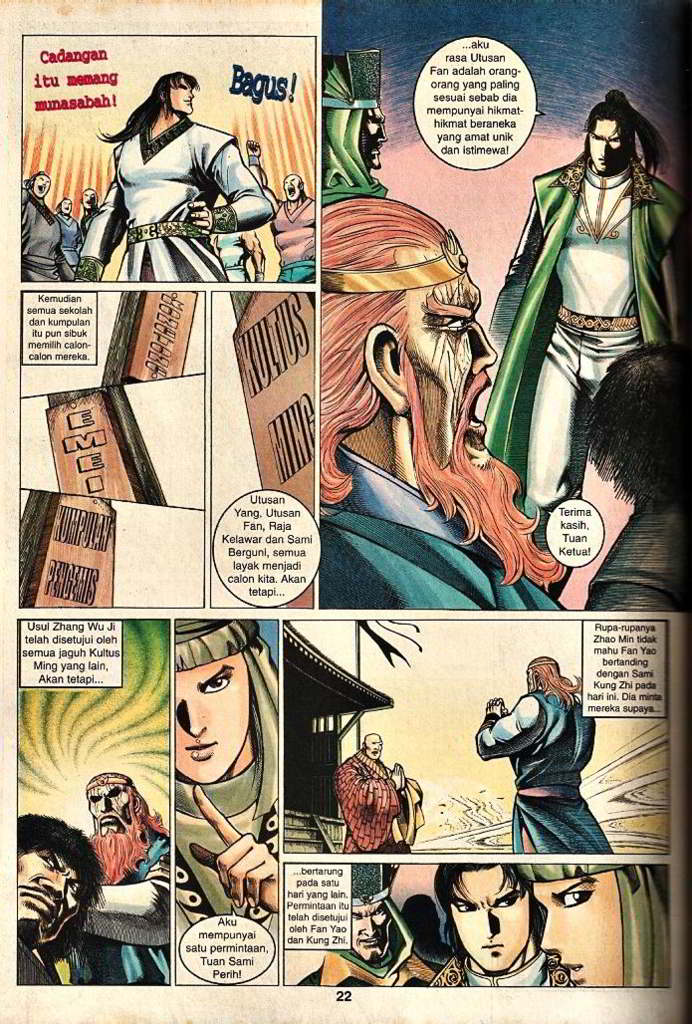 Cadangan
itu memang
munasabah!
Bagus!
...aku
rasa Utusan
Fan adalah orang-
orang yang paling
sesuai sebab dia
mempunyai hikmat-
hikmat beraneka
yang amat unik
dan istimewa!
Kemudian
semua sekolah
dan kumpulan
itu pun sibuk
memilih calon-
calon mereka.
EMEI
KUMPULAN
PENGEMIS
KULTUS
MING
Utusan
Yang, Utusan
Fan, Raja
Kelawar dan Sami
Berguni, semua
layak menjadi
calon kita. Akan
tetapi...
Terima
kasih,
Tuan
Ketua!
Usul Zhang Wu Ji
telah disetujui oleh
semua jaguh Kultus
Ming yang lain,
Akan tetapi...
Aku
mempunyai
satu permintaan,
Tuan Sami
Perih!
Rupa-rupanya
Zhao Min tidak
mahu Fan Yao
bertanding
dengan Sami
Kung Zhi pada
hari ini. Dia minta
mereka supaya...
...bertarung
pada satu
hari yang lain.
Permintaan itu
telah disetujui
oleh Fan Yao
dan Kung Zhi.
22